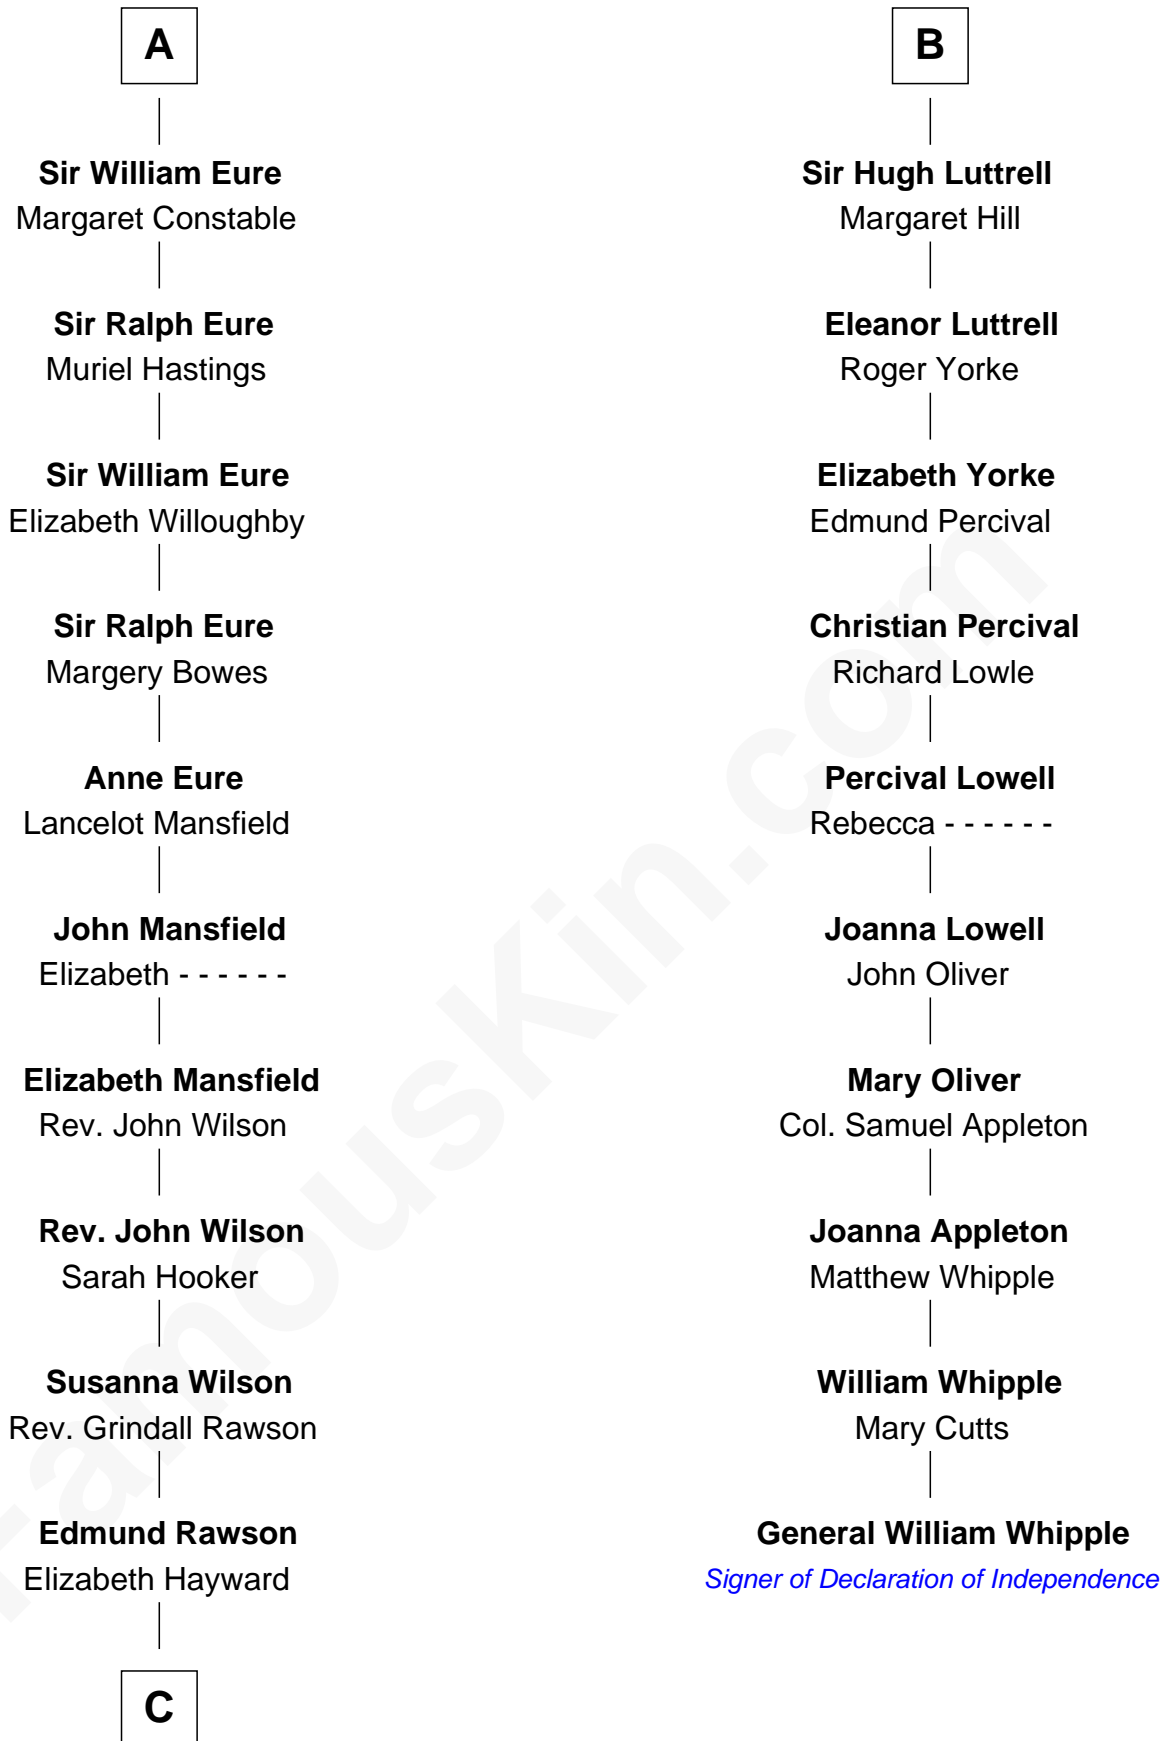 A
Sir William Eure
Margaret Constable
Sir Ralph Eure
Muriel Hastings
Sir William Eure
Elizabeth Willoughby
Sir Ralph Eure
Margery Bowes
Anne Eure
Lancelot Mansfield
John Mansfield
Elizabeth - - - - - -
Elizabeth Mansfield
Rev. John Wilson
Rev. John Wilson
Sarah Hooker
Susanna Wilson
Rev. Grindall Rawson
Edmund Rawson
Elizabeth Hayward
C
B
Sir Hugh Luttrell
Margaret Hill
Eleanor Luttrell
Roger Yorke
Elizabeth Yorke
Edmund Percival
Christian Percival
Richard Lowle
Percival Lowell
Rebecca - - - - - -
Joanna Lowell
John Oliver
Mary Oliver
Col. Samuel Appleton
Joanna Appleton
Matthew Whipple
William Whipple
Mary Cutts
General William Whipple
Signer of Declaration of Independence
FamousKin.com